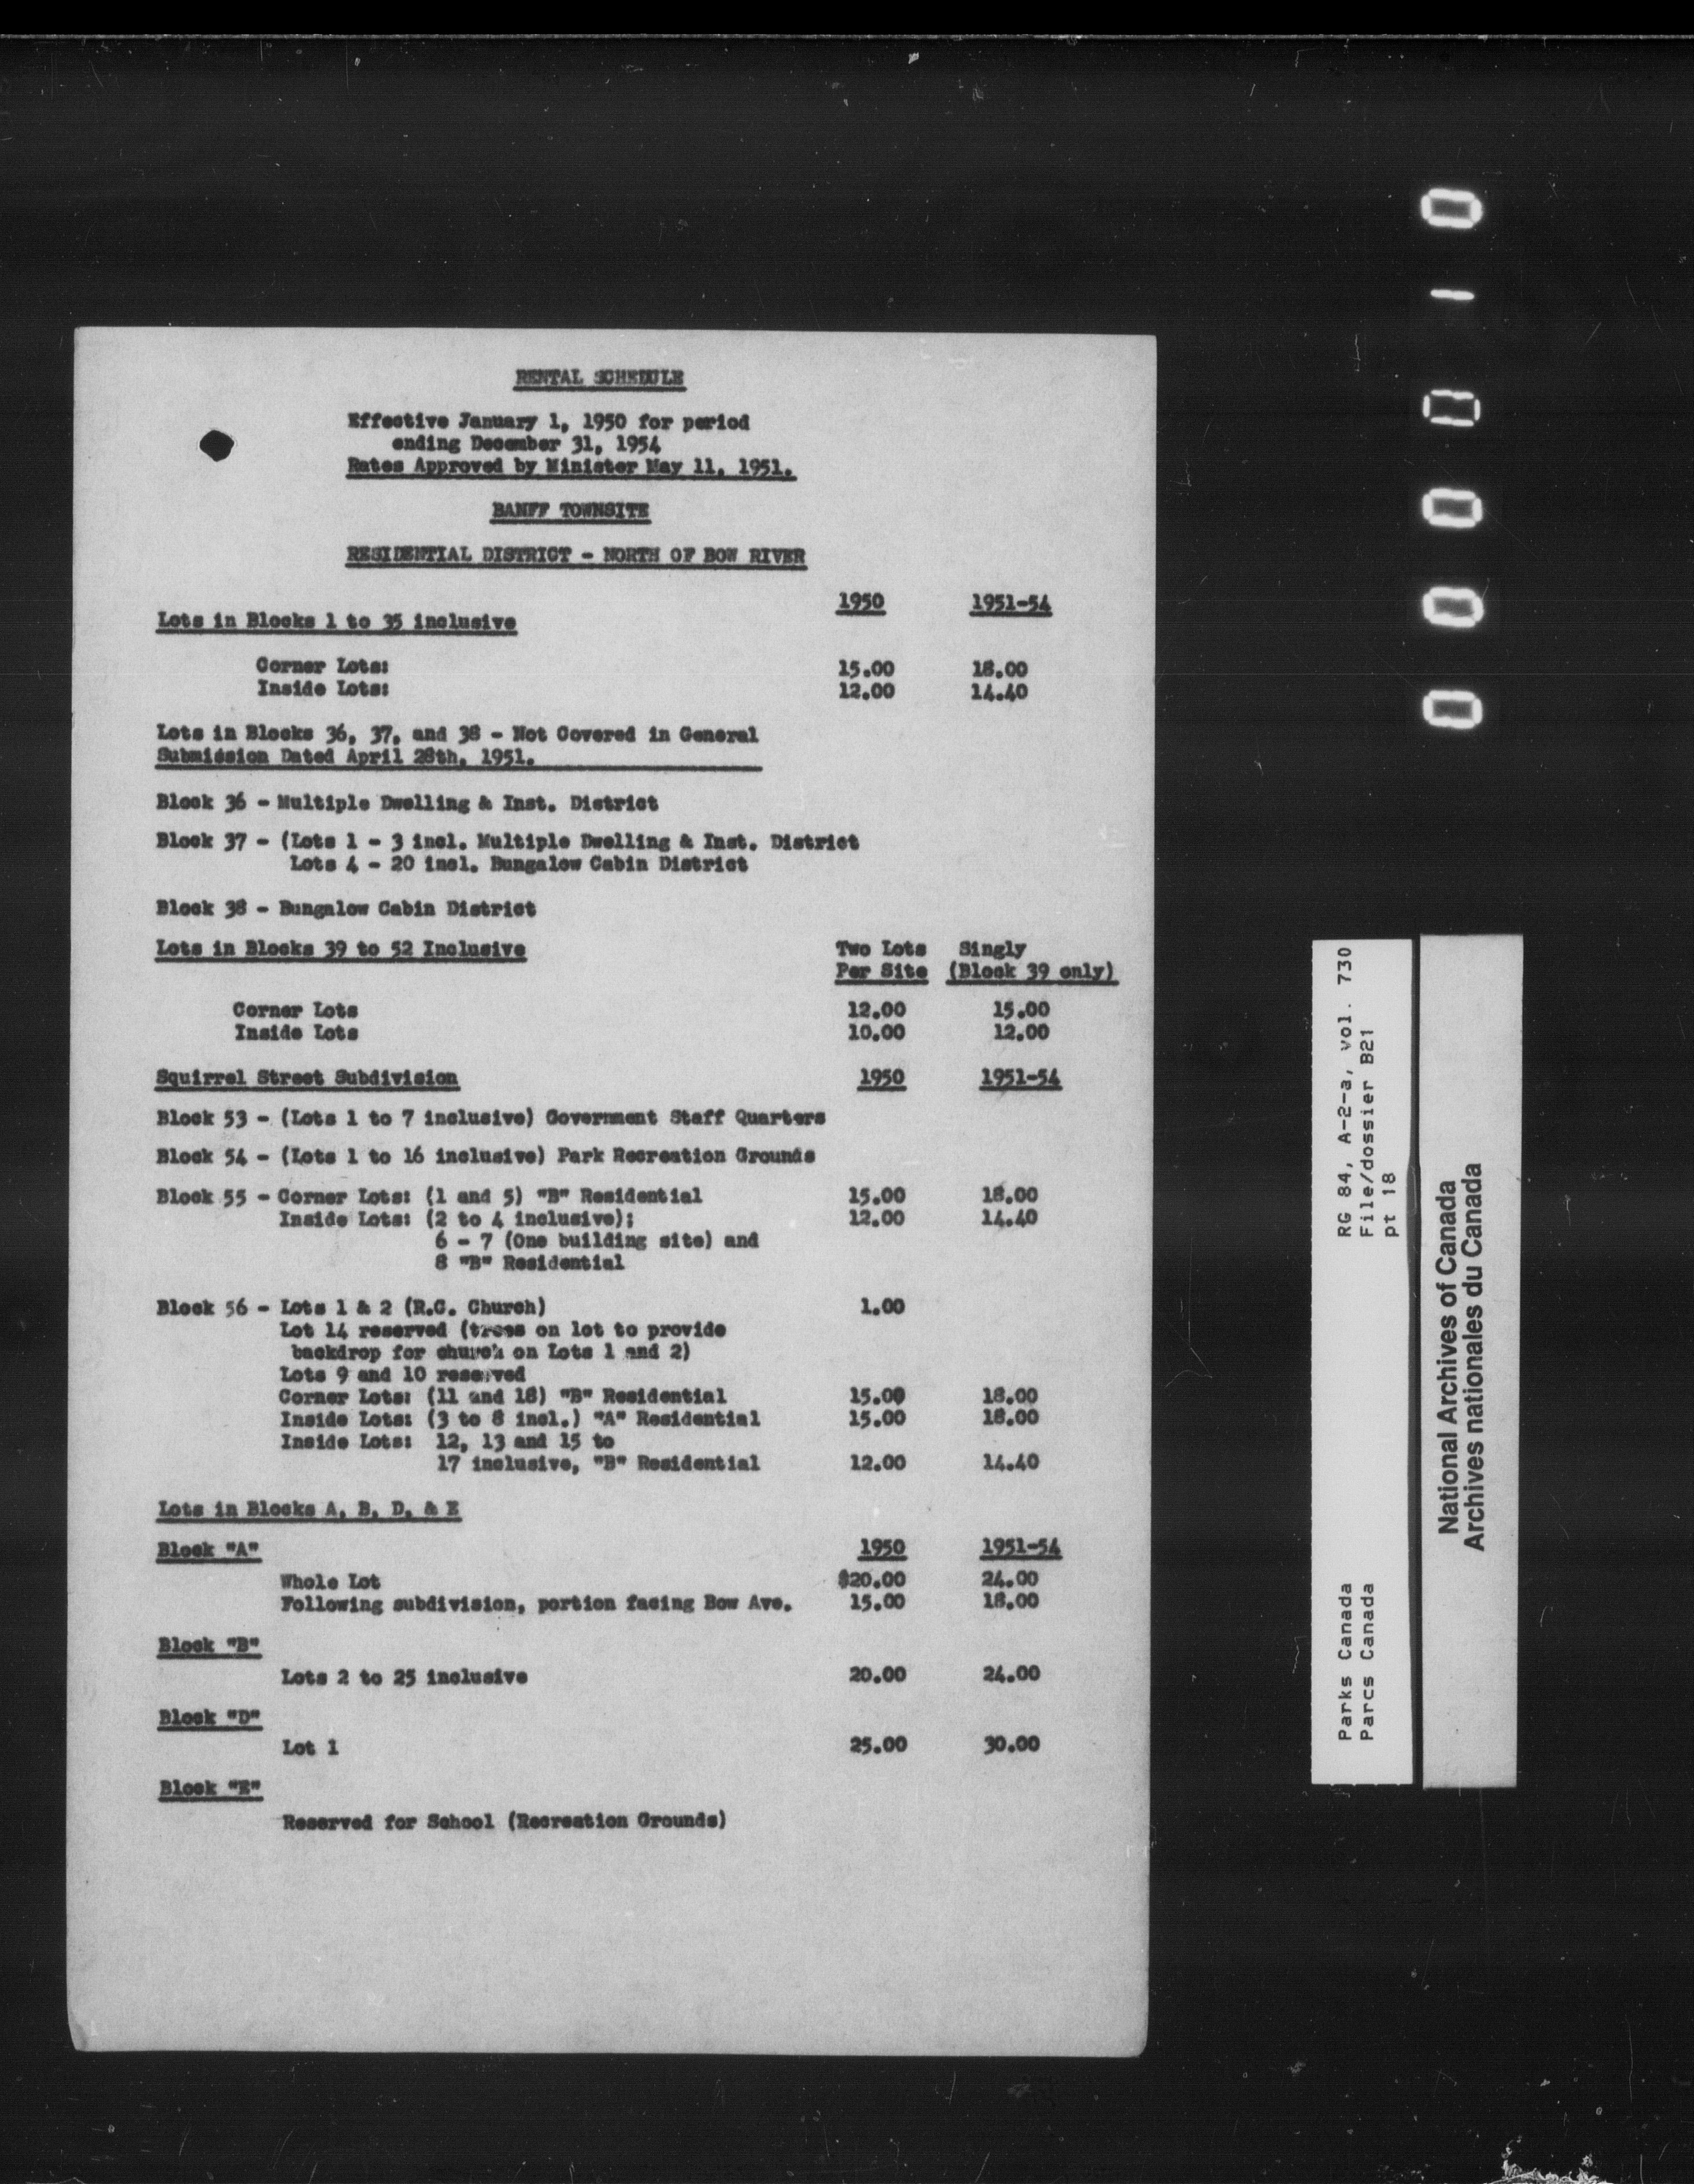 RENTAL SCHEDULE
Effective January 1, 1950 for period
ending December 31, 1954
Rates Approved by Minister May 11, 1951.
BANFF TOWNSITE
RESIDENTIAL DISTRICT - NORTH OF BOW RIVER
1950 1951-54
Lots in Blocks 1 to 35 inclusive
Corner Lots: 15.00 18.00
Inside Lots: 12.00 14.40
Lots in Blocks 36, 37, and 38 - Not Covered in General
Submission Dated April 28th, 1951.
Block 36 - Multiple Dwelling & Inst. District
Block 37 - (Lots 1 - 3 incl. Multiple Dwelling & Inst. District
Lots 4 - 20 incl. Bungalow Cabin District
Block 38 - Bungalow Cabin District
Lots in Blocks 39 to 52 Inclusive Two Lots Singly
Per Site (Block 39 only)
Corner Lots 12.00 15.00
Inside Lots 10.00 12.00
Squirrel Street Subdivision 1950 1951-54
Block 53 - (Lots 1 to 7 inclusive) Government Staff Quarters
Block 54 - (Lots 1 to 16 inclusive) Park Recreation Grounds
Block 55 - Corner Lots: (1 and 5) "B" Residential 15.00 18.00
Inside Lots: (2 to 4 inclusive); 12.00 14.40
6 - 7 (One building site) and
8 "B" Residential
Block 56 - Lots 1 & 2 (R.C. Church) 1.00
Lot 14 reserved (trees on lot to provide
backdrop for church on Lots 1 and 2)
Lots 9 and 10 reserved
Corner Lots: (11 and 18) "B" Residential 15.00 18.00
Inside Lots: (3 to 8 incl.) "A" Residential 15.00 18.00
Inside Lots: 12, 13 and 15 to
17 inclusive, "B" Residential 12.00 14.40
Lots in Blocks A, B, D, & E
Block "A" 1950 1951-54
Whole Lot $20.00 24.00
Following subdivision, portion facing Bow Ave. 15.00 18.00
Block "B"
Lots 2 to 25 inclusive 20.00 24.00
Block "D"
Lot 1 25.00 30.00
Block "E"
Reserved for School (Recreation Grounds)
0 - 0 0 0 0
Parks Canada RG 84, A-2-a, vol. 730
Parcs Canada File/dossier B21
pt 18
National Archives of Canada
Archives nationales du Canada